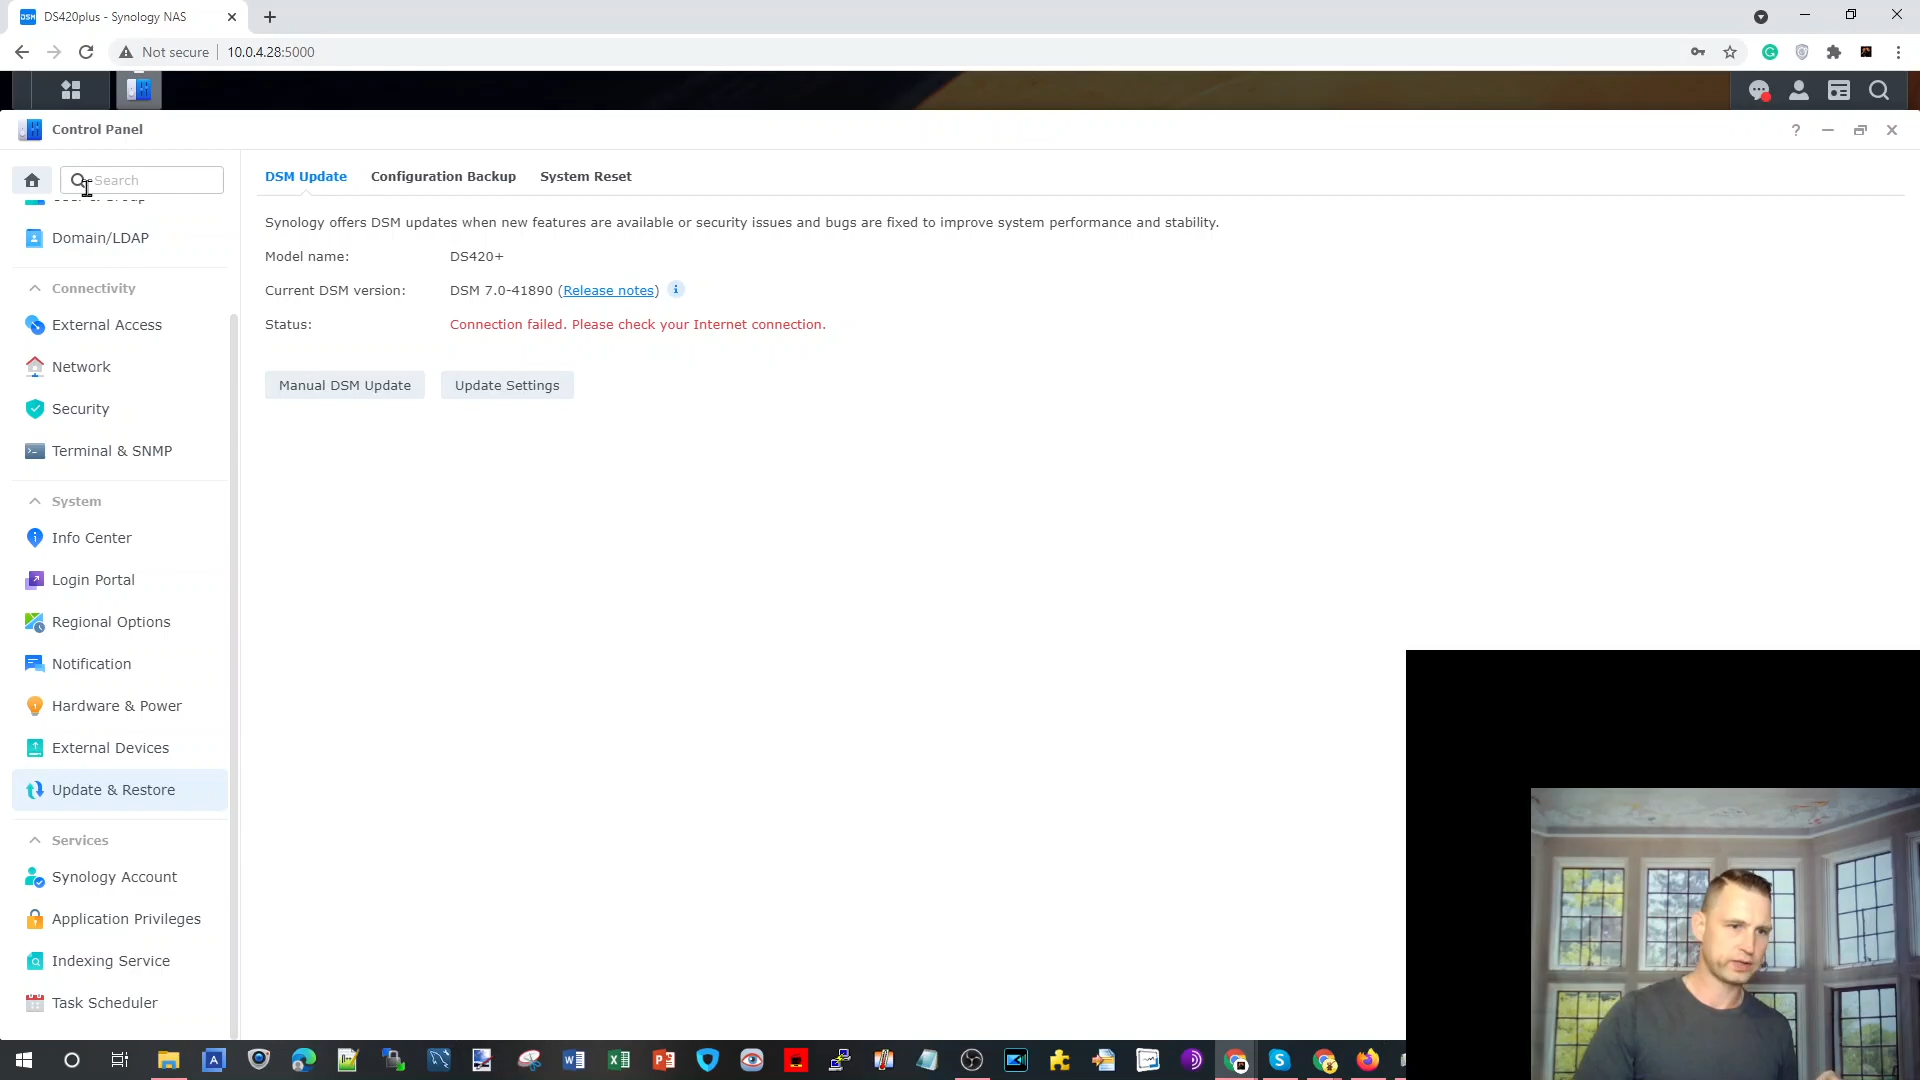 DSM
DS420plus - Synology NAS
Not secure
10.0.4.28:5000
Control Panel
Search
DSM Update
Configuration Backup
System Reset
Synology offers DSM updates when new features are available or security issues and bugs are fixed to improve system performance and stability.
Model name:
DS420+
Current DSM version:
DSM 7.0-41890 (Release notes)
Status:
Connection failed. Please check your Internet connection.
Manual DSM Update
Update Settings
Domain/LDAP
Connectivity
External Access
Network
Security
Terminal & SNMP
System
Info Center
Login Portal
Regional Options
Notification
Hardware & Power
External Devices
Update & Restore
Services
Synology Account
Application Privileges
Indexing Service
Task Scheduler